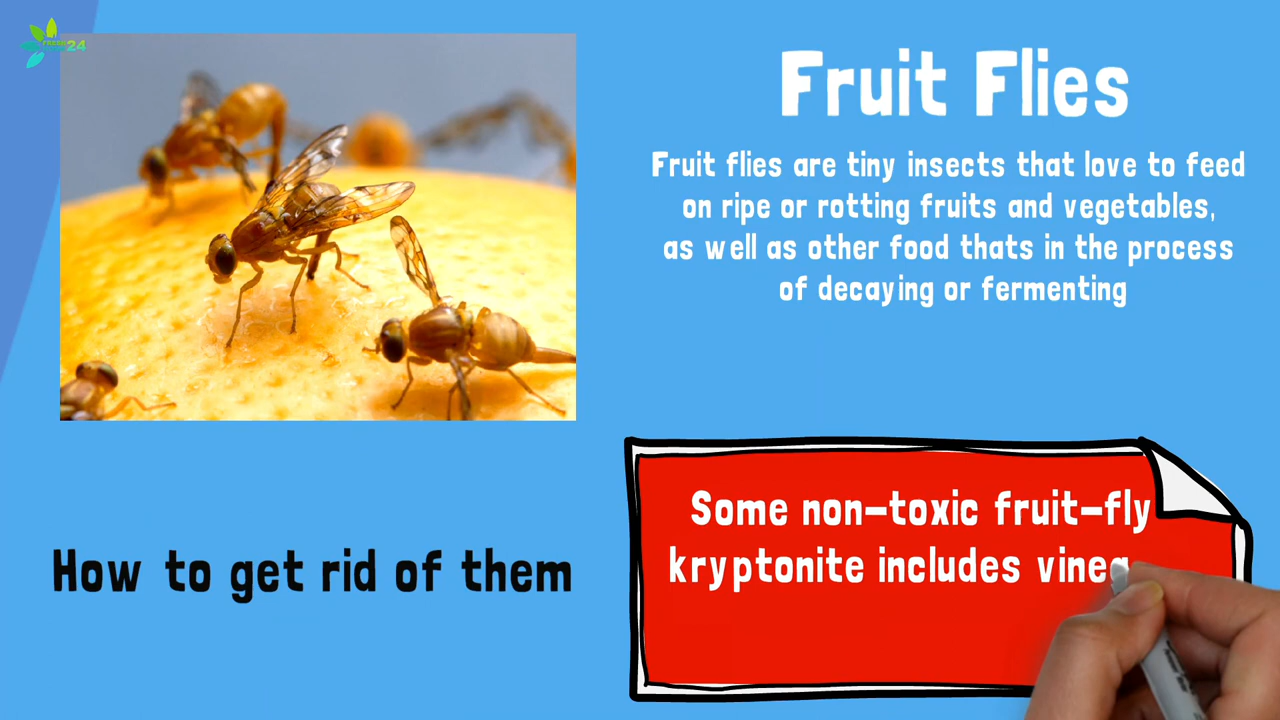 Fruit Flies
Fruit flies are tiny insects that love to feed
on ripe or rotting fruits and vegetables,
as well as other food thats in the process
of decaying or fermenting
How to get rid of them
Some non-toxic fruit-fly
kryptonite includes vinea
24